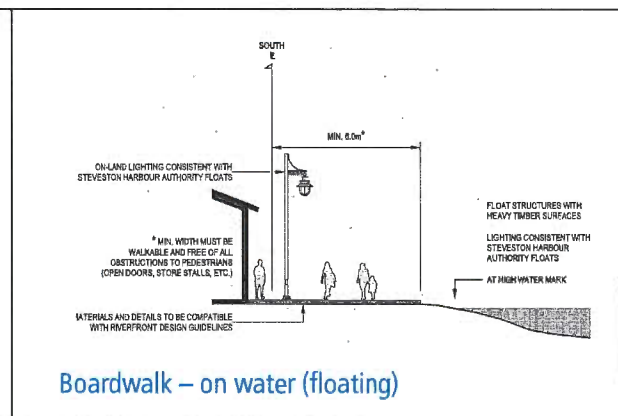 SOUTH
℄
MIN. 6.0m*
ON-LAND LIGHTING CONSISTENT WITH
STEVESTON HARBOUR AUTHORITY FLOATS
* MIN. WIDTH MUST BE
WALKABLE AND FREE OF ALL
OBSTRUCTIONS TO PEDESTRIANS
(OPEN DOORS, STORE STALLS, ETC.)
MATERIALS AND DETAILS TO BE COMPATIBLE
WITH RIVERFRONT DESIGN GUIDELINES
FLOAT STRUCTURES WITH
HEAVY TIMBER SURFACES
LIGHTING CONSISTENT WITH
STEVESTON HARBOUR
AUTHORITY FLOATS
AT HIGH WATER MARK
Boardwalk – on water (floating)